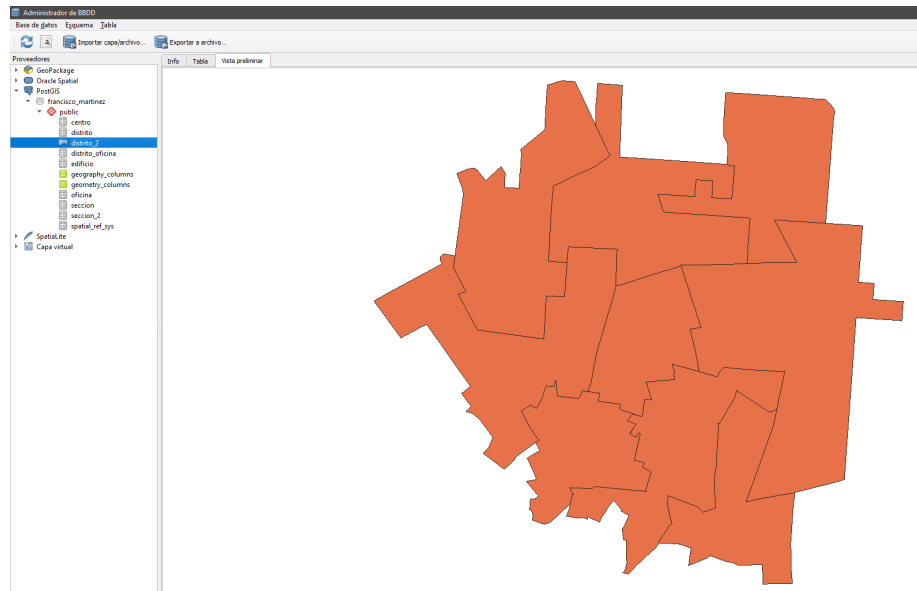 Administrador de BBDD
Base de datos Esquema Tabla
Importar capa/archivo... Exportar a archivo...
Proveedores
Info Tabla Vista preliminar
GeoPackage
Oracle Spatial
PostGIS
francisco_martinez
public
centro
distrito
distrito_2
distrito_oficina
edificio
geography_columns
geometry_columns
oficina
seccion
seccion_2
spatial_ref_sys
SpatiaLite
Capa virtual